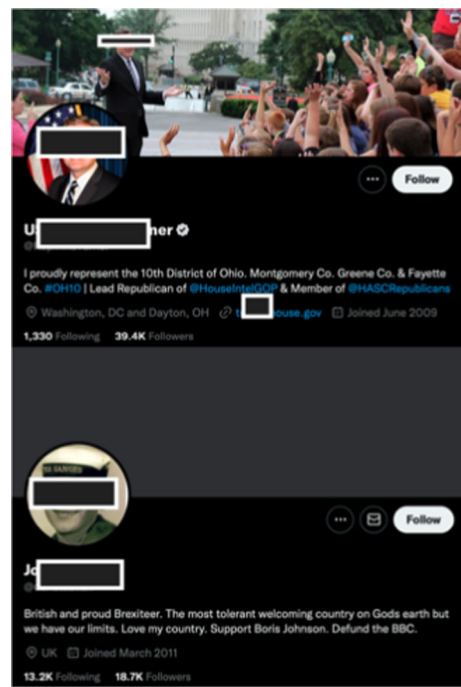 Follow
ner
I proudly represent the 10th District of Ohio. Montgomery Co. Greene Co. & Fayette
Co. #OH10 | Lead Republican of @HouseIntelGOP & Member of @HASCRepublicans
Washington, DC and Dayton, OH ouse.gov Joined June 2009
1,330 Following 39.4K Followers
Follow
Jo
British and proud Brexiteer. The most tolerant welcoming country on Gods earth but
we have our limits. Love my country. Support Boris Johnson. Defund the BBC.
UK Joined March 2011
13.2K Following 18.7K Followers